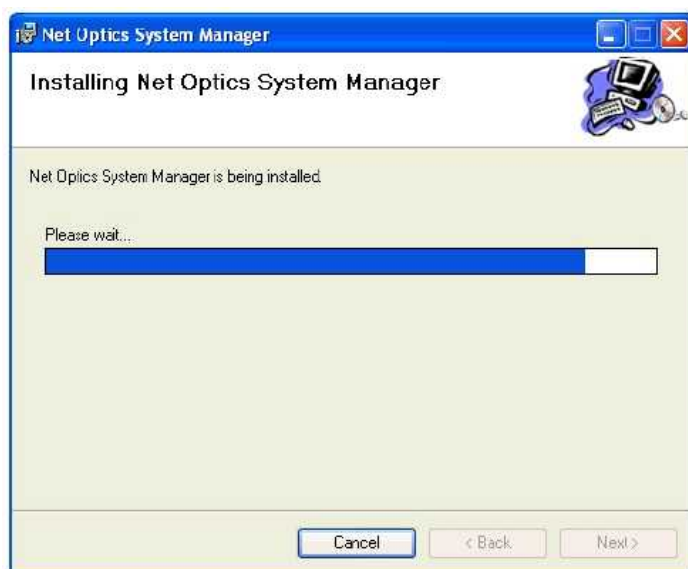 Net Optics System Manager
Installing Net Optics System Manager
Net Optics System Manager is being installed.
Please wait...
Cancel
< Back
Next >